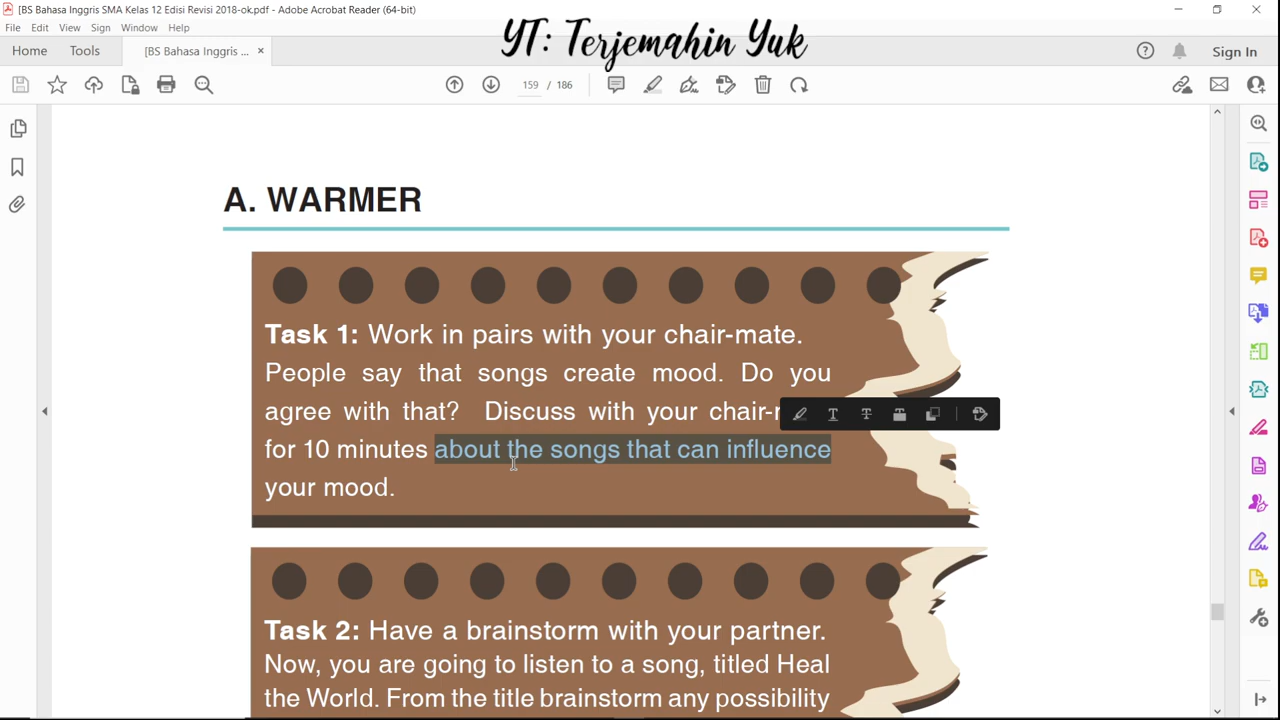 [BS Bahasa Inggris SMA Kelas 12 Edisi Revisi 2018-ok.pdf - Adobe Acrobat Reader (64-bit)
File Edit View Sign Window Help
YT: Terjemahin Yuk
Home Tools [BS Bahasa Inggris ... × Sign In
159 / 186
A. WARMER
Task 1: Work in pairs with your chair-mate.
People say that songs create mood. Do you
agree with that? Discuss with your chair-
for 10 minutes about the songs that can influence
your mood.
Task 2: Have a brainstorm with your partner.
Now, you are going to listen to a song, titled Heal
the World. From the title brainstorm any possibility